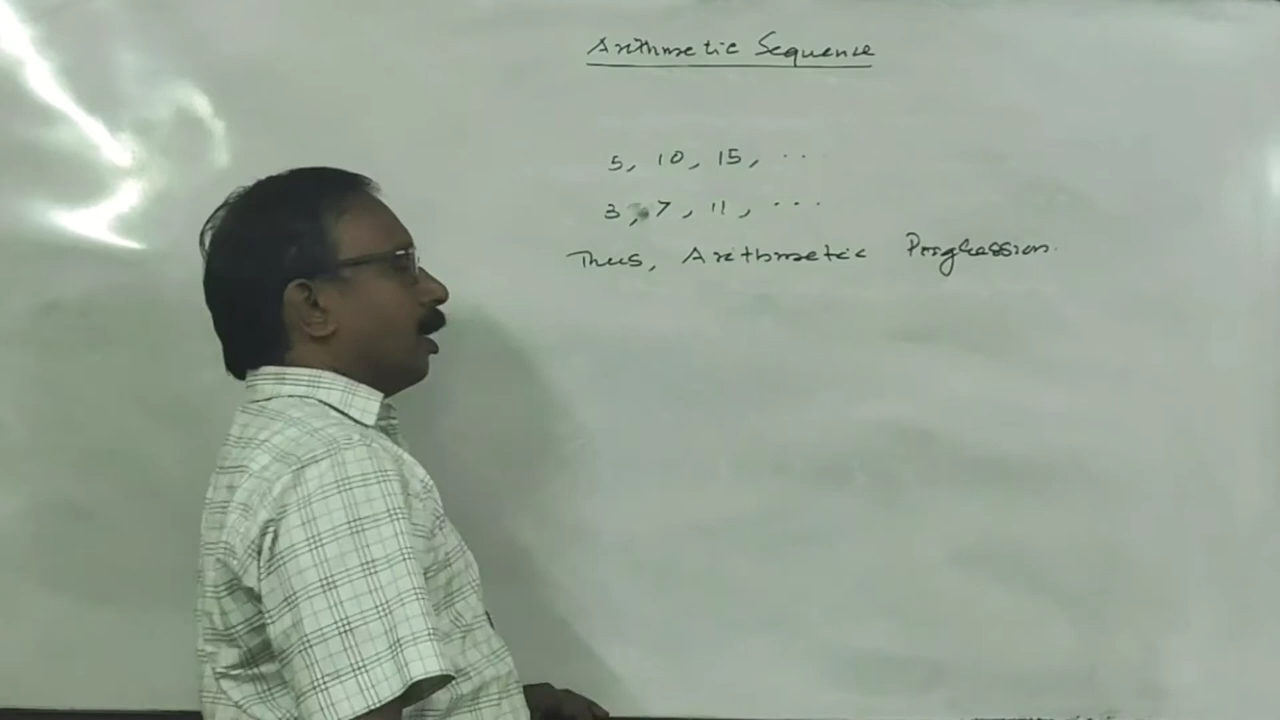 Arithmetic Sequence
5, 10, 15, ...
3, 7, 11, ...
Thus, Arithmetic Progression.